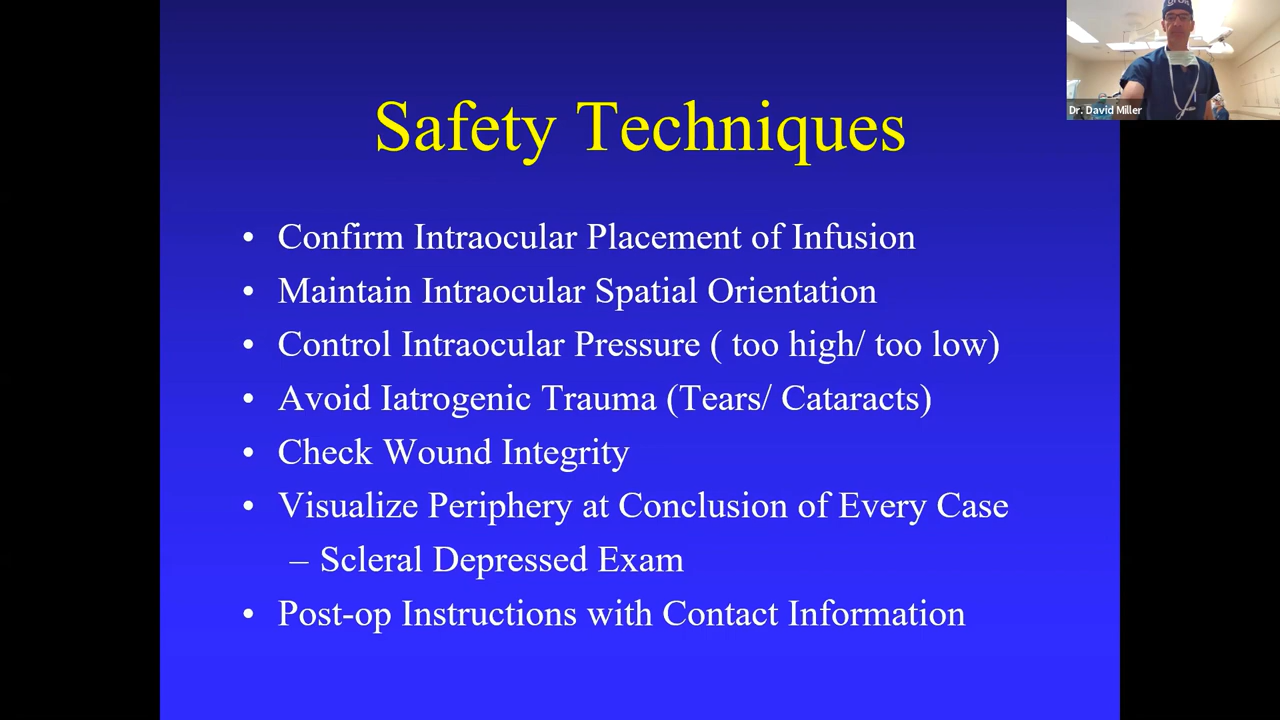 Safety Techniques
Dr. David Miller
• Confirm Intraocular Placement of Infusion
• Maintain Intraocular Spatial Orientation
• Control Intraocular Pressure ( too high/ too low)
• Avoid Iatrogenic Trauma (Tears/ Cataracts)
• Check Wound Integrity
• Visualize Periphery at Conclusion of Every Case
– Scleral Depressed Exam
• Post-op Instructions with Contact Information